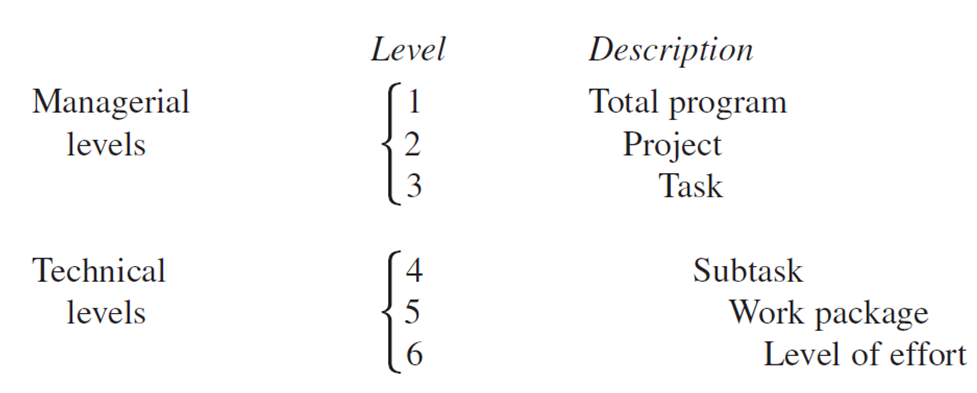 Level Description
Managerial 1 Total program
levels 2 Project
3 Task
Technical 4 Subtask
levels 5 Work package
6 Level of effort